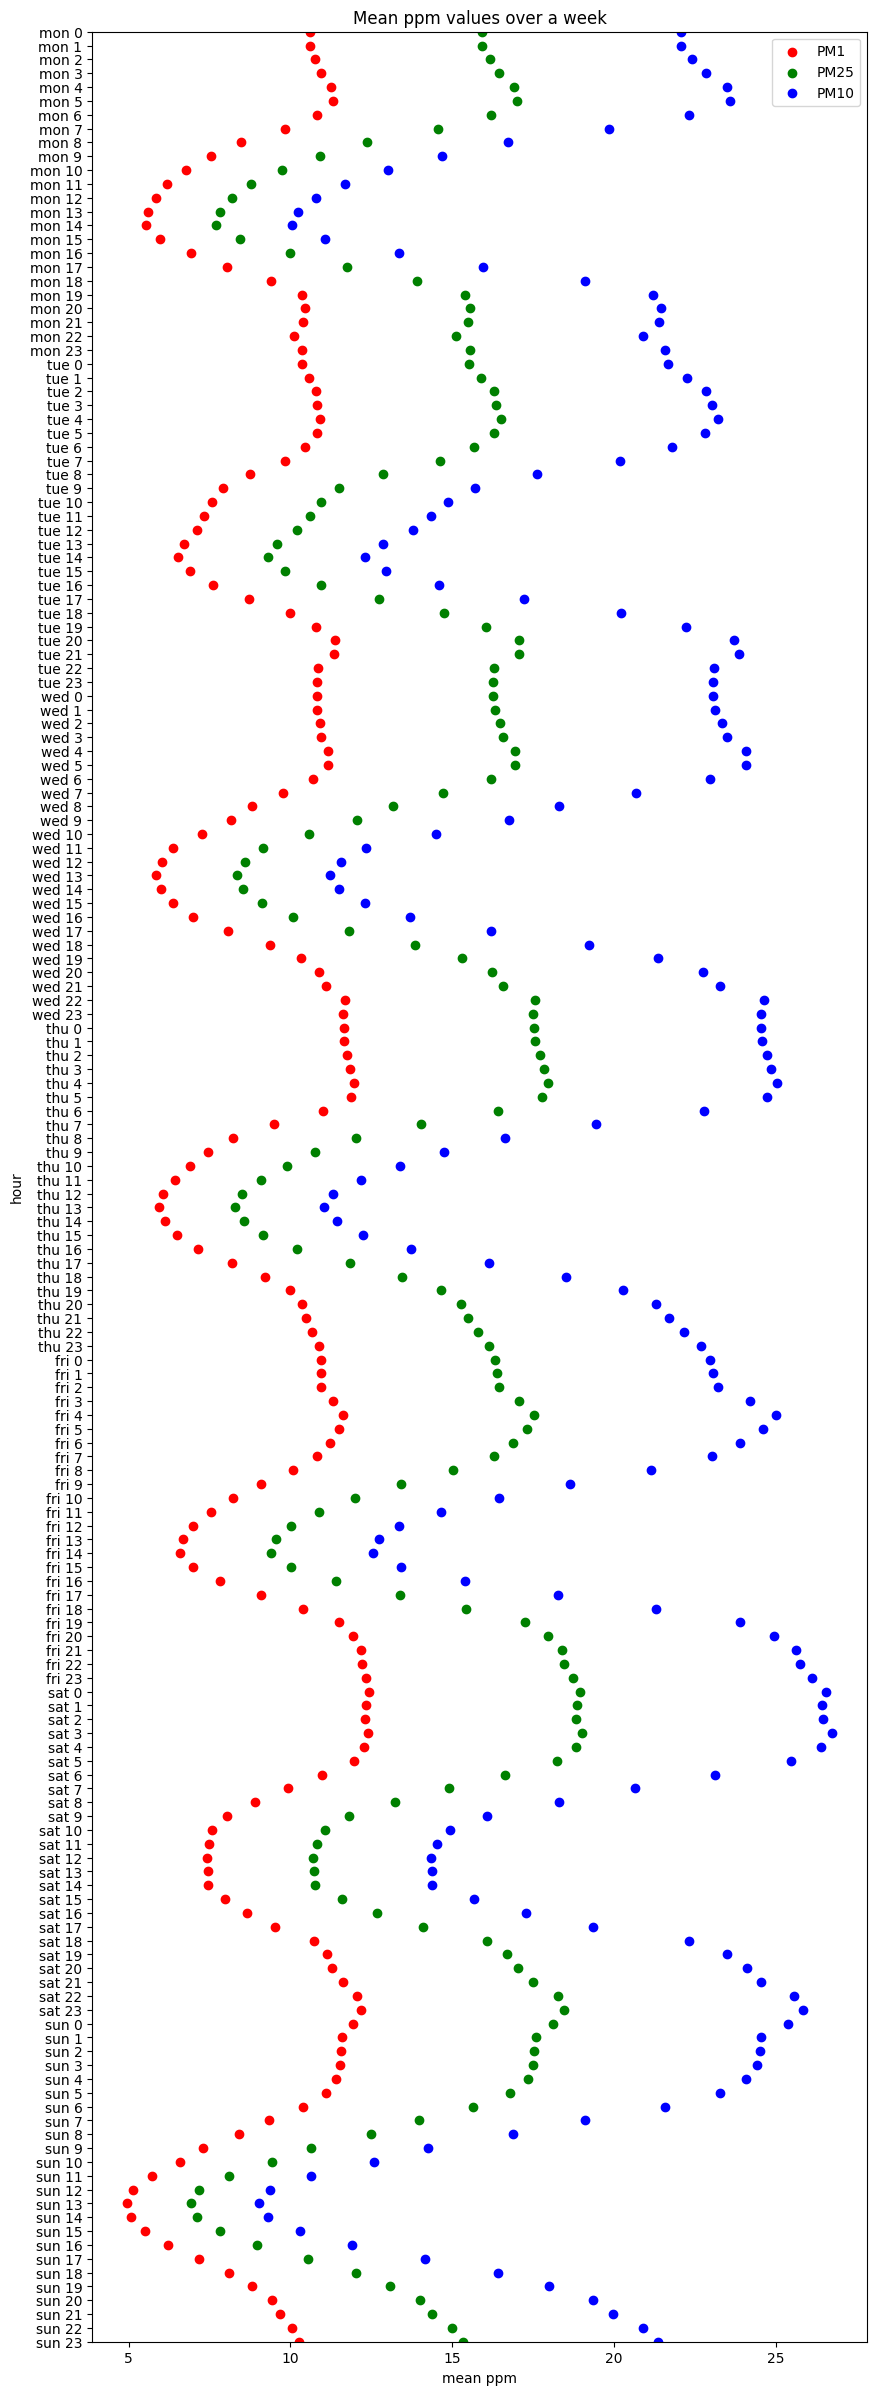 Mean ppm values over a week
PM1
PM25
PM10
mon 0
mon 1
mon 2
mon 3
mon 4
mon 5
mon 6
mon 7
mon 8
mon 9
mon 10
mon 11
mon 12
mon 13
mon 14
mon 15
mon 16
mon 17
mon 18
mon 19
mon 20
mon 21
mon 22
mon 23
tue 0
tue 1
tue 2
tue 3
tue 4
tue 5
tue 6
tue 7
tue 8
tue 9
tue 10
tue 11
tue 12
tue 13
tue 14
tue 15
tue 16
tue 17
tue 18
tue 19
tue 20
tue 21
tue 22
tue 23
wed 0
wed 1
wed 2
wed 3
wed 4
wed 5
wed 6
wed 7
wed 8
wed 9
wed 10
wed 11
wed 12
wed 13
wed 14
wed 15
wed 16
wed 17
wed 18
wed 19
wed 20
wed 21
wed 22
wed 23
thu 0
thu 1
thu 2
thu 3
thu 4
thu 5
thu 6
thu 7
thu 8
thu 9
thu 10
thu 11
thu 12
thu 13
thu 14
thu 15
thu 16
thu 17
thu 18
thu 19
thu 20
thu 21
thu 22
thu 23
fri 0
fri 1
fri 2
fri 3
fri 4
fri 5
fri 6
fri 7
fri 8
fri 9
fri 10
fri 11
fri 12
fri 13
fri 14
fri 15
fri 16
fri 17
fri 18
fri 19
fri 20
fri 21
fri 22
fri 23
sat 0
sat 1
sat 2
sat 3
sat 4
sat 5
sat 6
sat 7
sat 8
sat 9
sat 10
sat 11
sat 12
sat 13
sat 14
sat 15
sat 16
sat 17
sat 18
sat 19
sat 20
sat 21
sat 22
sat 23
sun 0
sun 1
sun 2
sun 3
sun 4
sun 5
sun 6
sun 7
sun 8
sun 9
sun 10
sun 11
sun 12
sun 13
sun 14
sun 15
sun 16
sun 17
sun 18
sun 19
sun 20
sun 21
sun 22
sun 23
hour
5 10 15 20 25
mean ppm